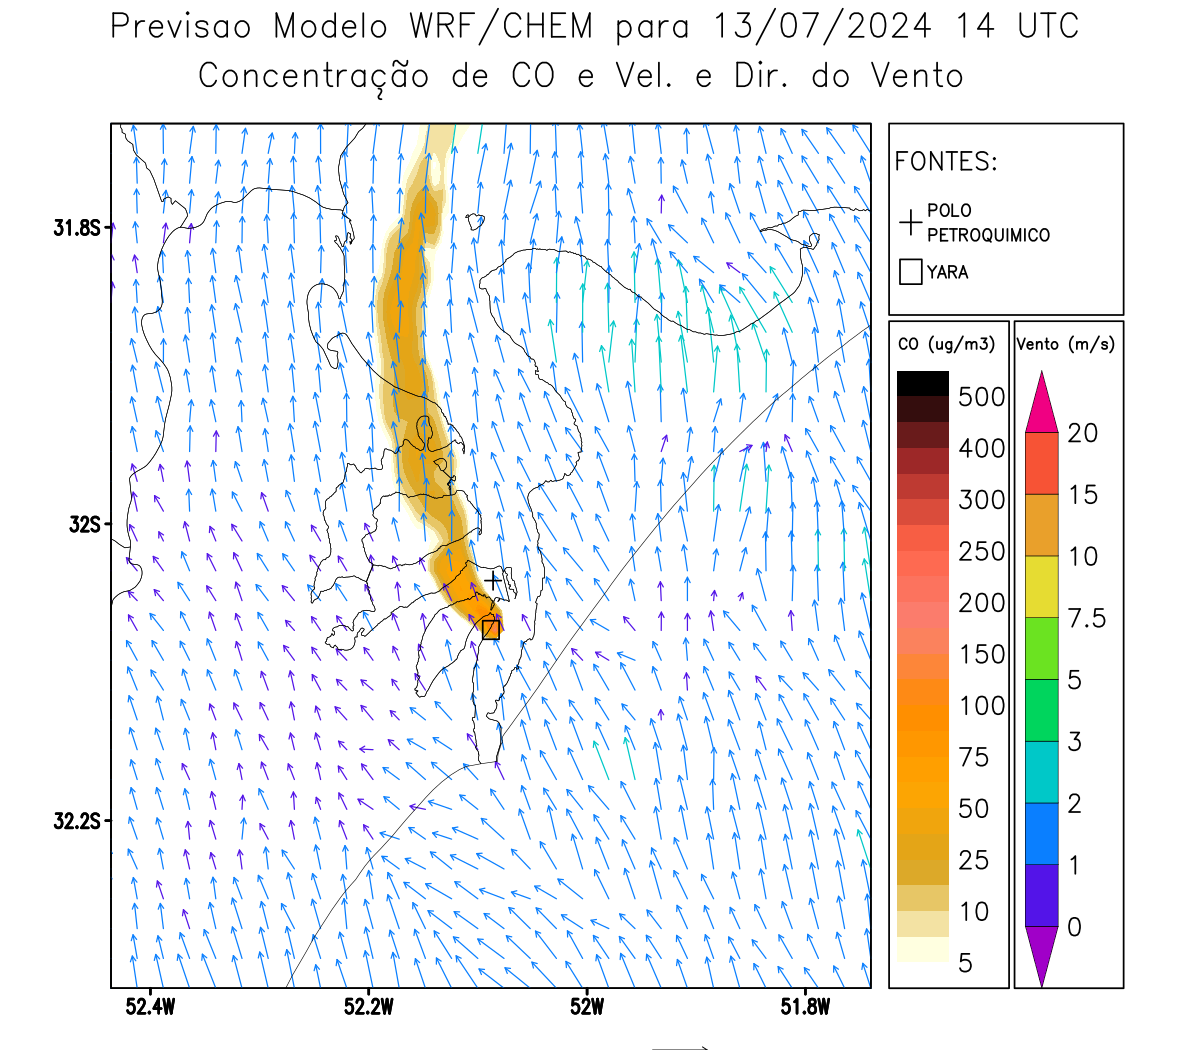 Previsao Modelo WRF/CHEM para 13/07/2024 14 UTC
Concentração de CO e Vel. e Dir. do Vento
FONTES:
POLO
PETROQUIMICO
YARA
CO (ug/m3)
500
400
300
250
200
150
100
75
50
25
10
5
Vento (m/s)
20
15
10
7.5
5
3
2
1
0
31.8S
32S
32.2S
52.4W
52.2W
52W
51.8W